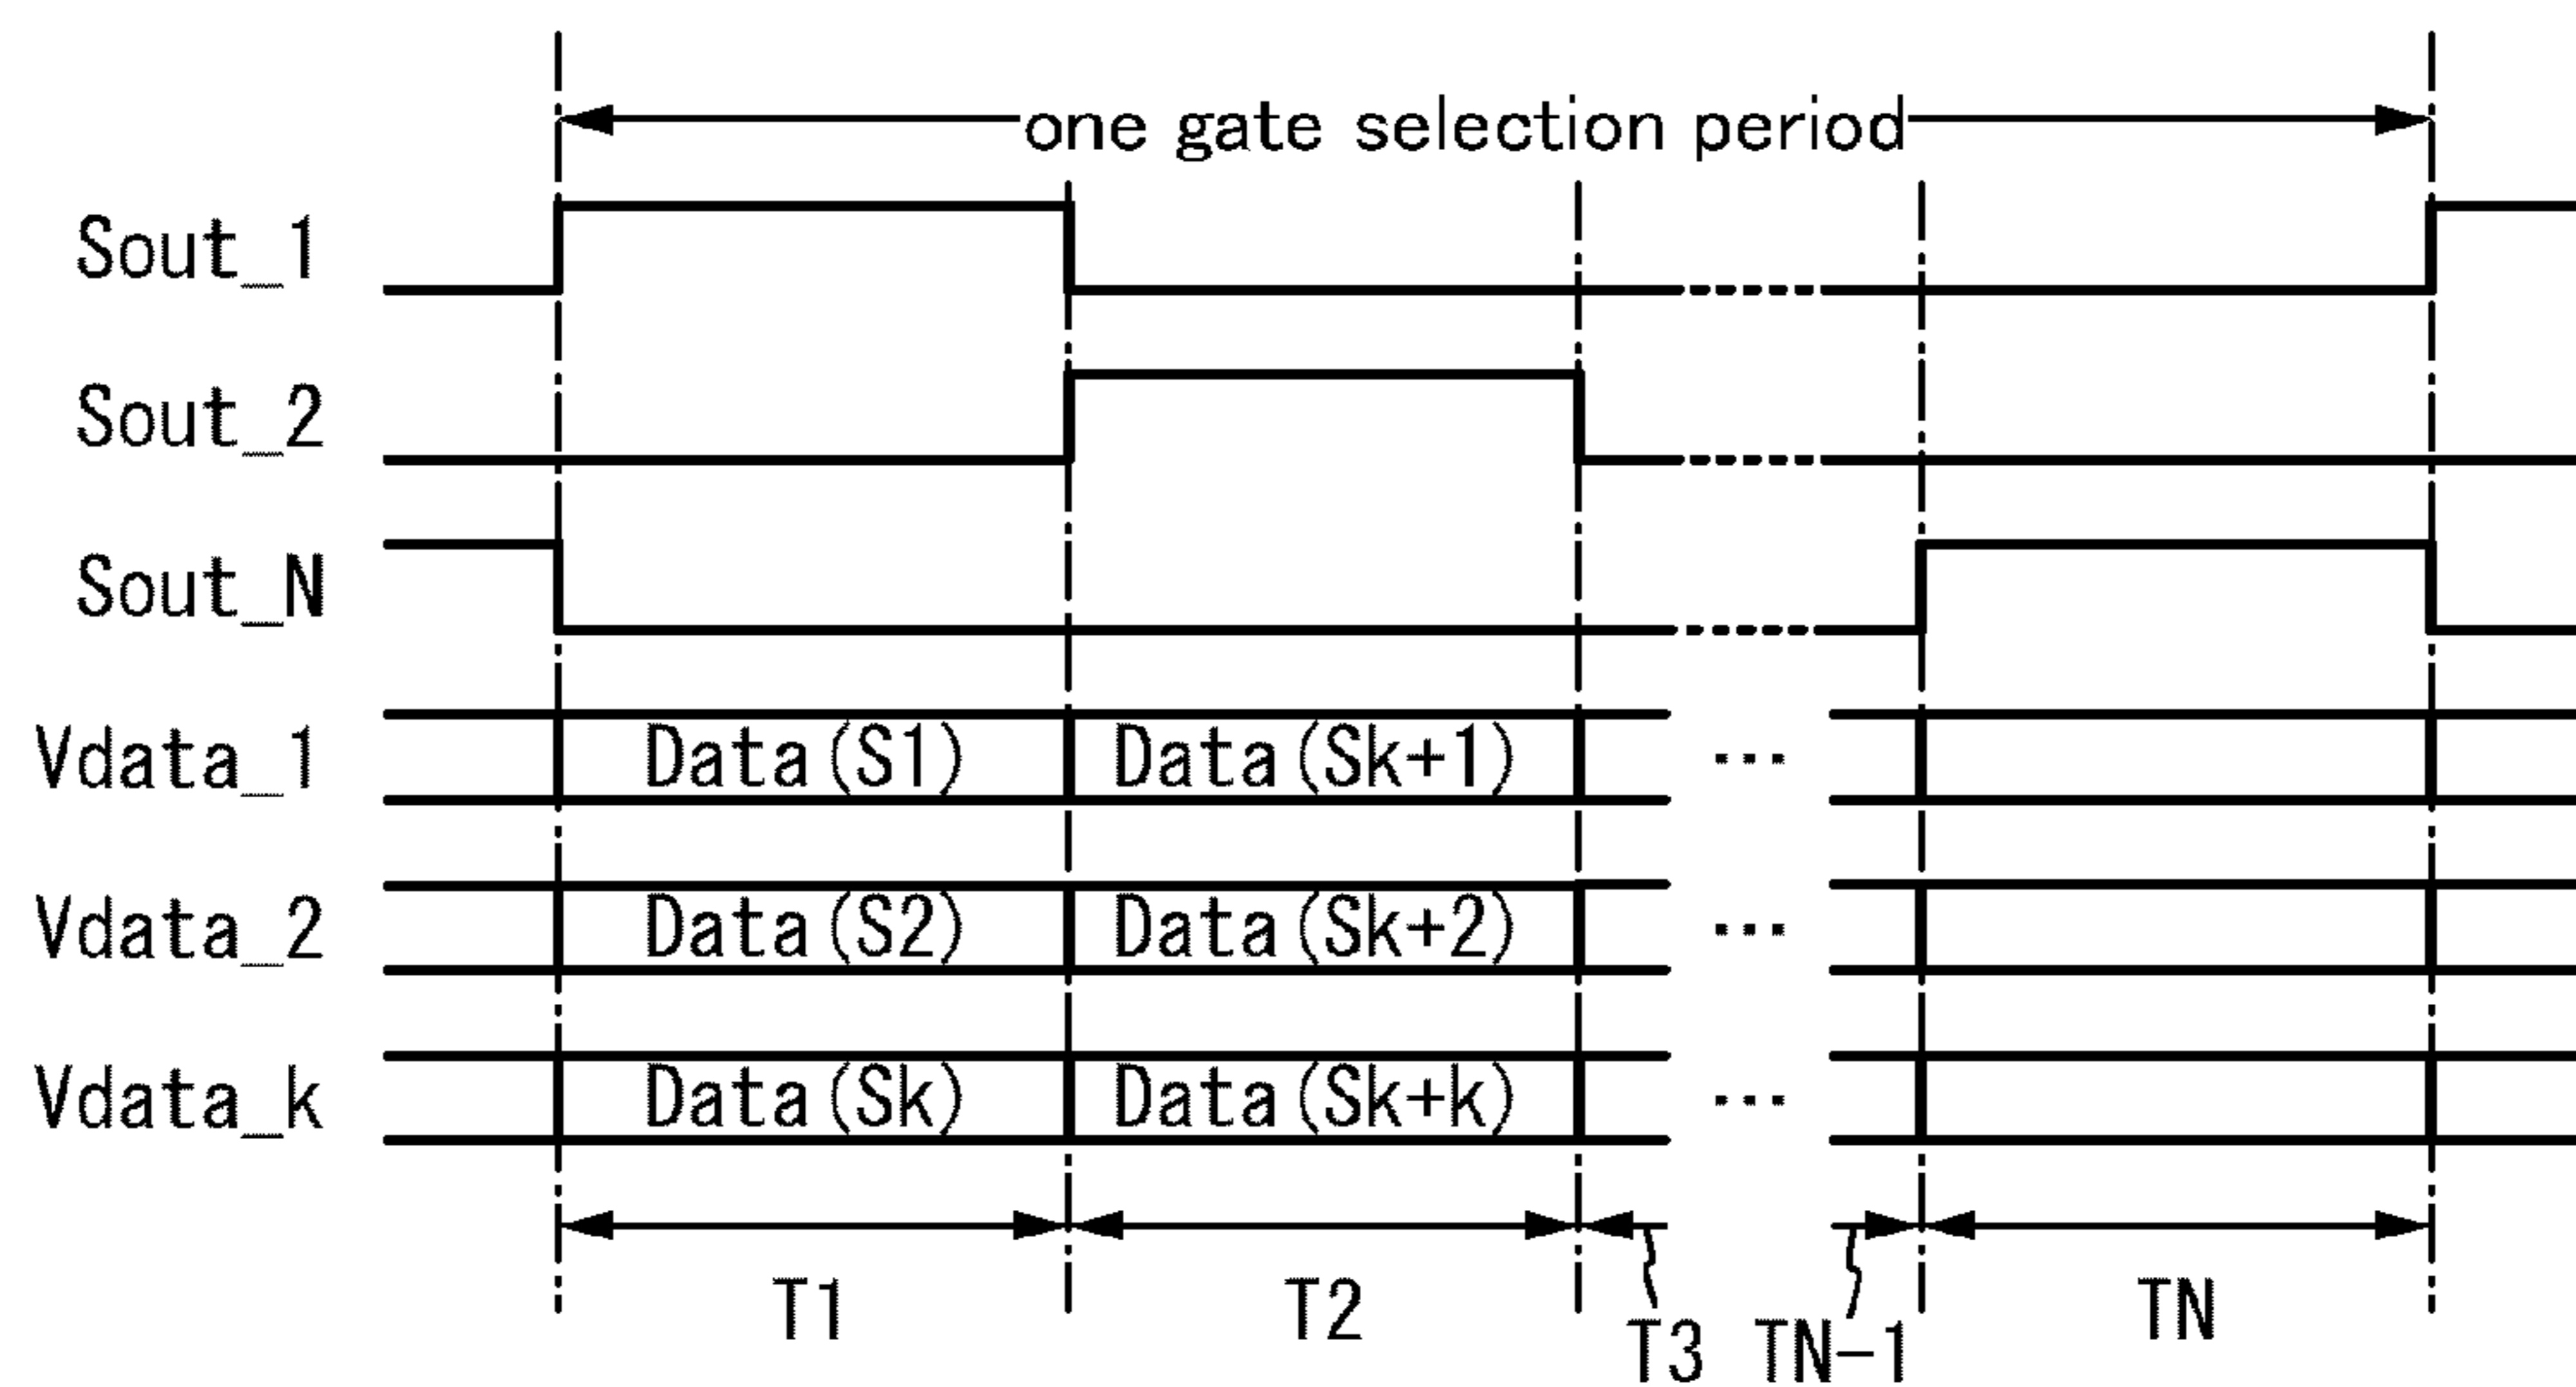 one gate selection period
Sout_1
Sout_2
Sout_N
Vdata_1 Data(S1) Data(Sk+1) ...
Vdata_2 Data(S2) Data(Sk+2) ...
Vdata_k Data(Sk) Data(Sk+k) ...
T1 T2 T3 TN-1 TN